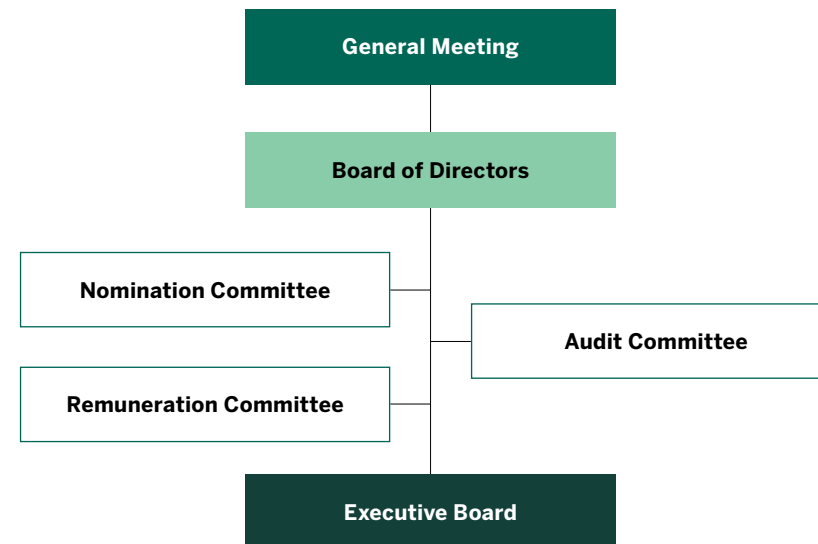 General Meeting
Board of Directors
Nomination Committee
Audit Committee
Remuneration Committee
Executive Board